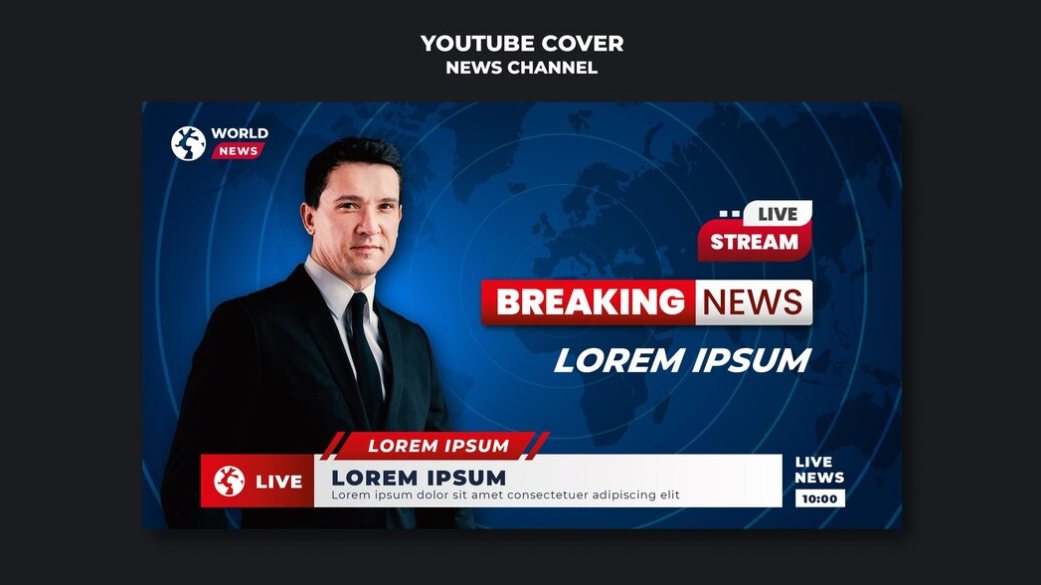 YOUTUBE COVER
NEWS CHANNEL
WORLD
NEWS
LIVE
STREAM
BREAKING NEWS
LOREM IPSUM
LOREM IPSUM
LIVE
LOREM IPSUM
Lorem ipsum dolor sit amet consectetuer adipiscing elit
LIVE
NEWS
10:00